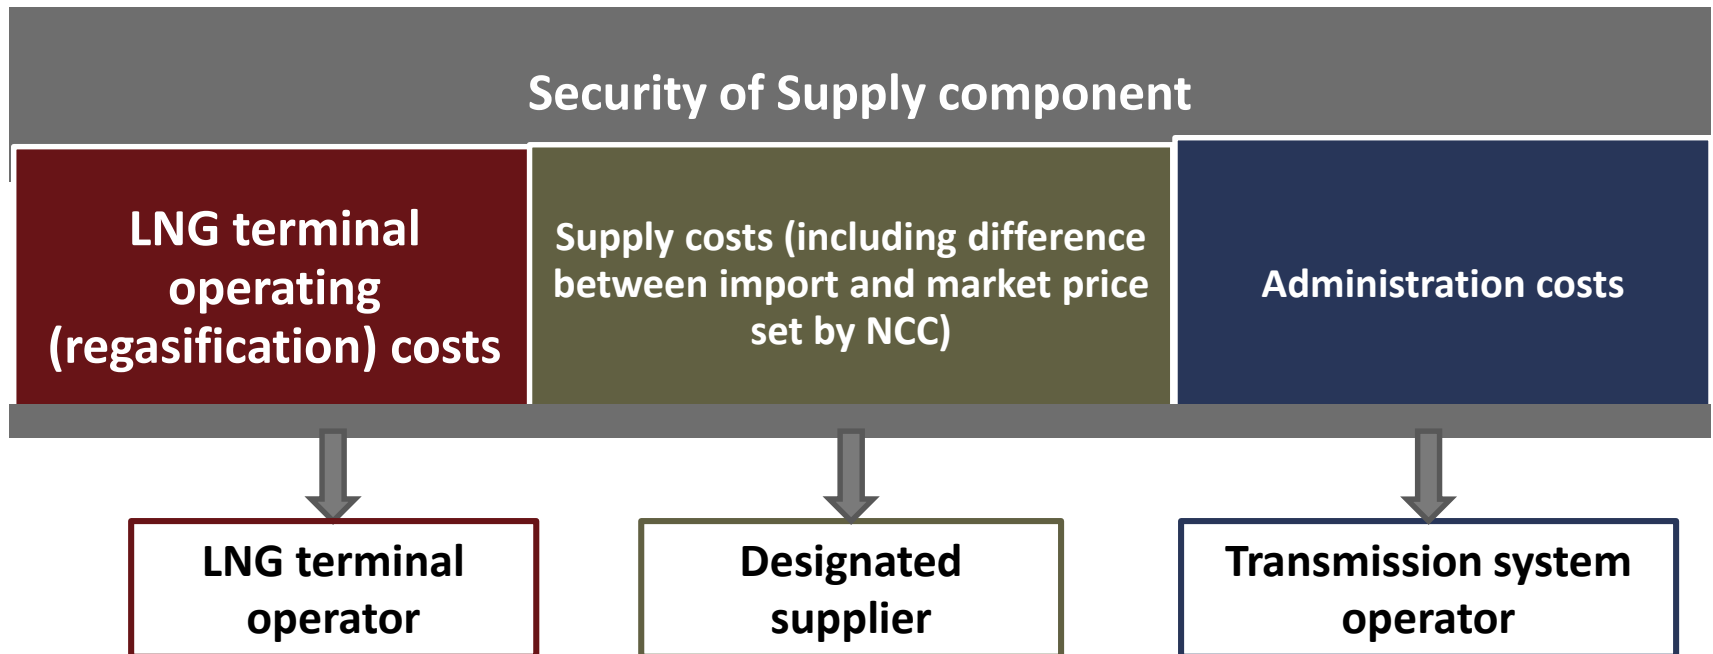 Security of Supply component
LNG terminal
operating
(regasification) costs
Supply costs (including difference
between import and market price
set by NCC)
Administration costs
LNG terminal
operator
Designated
supplier
Transmission system
operator